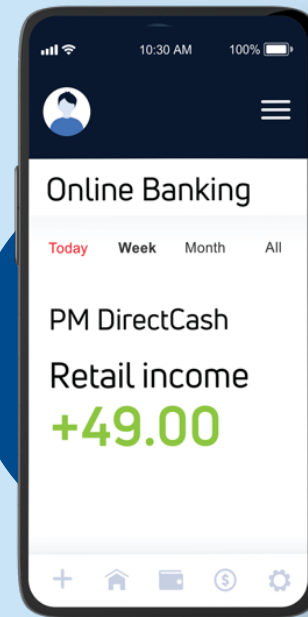 10:30 AM 100%
Online Banking
Today Week Month All
PM DirectCash
Retail income
+49.00
$